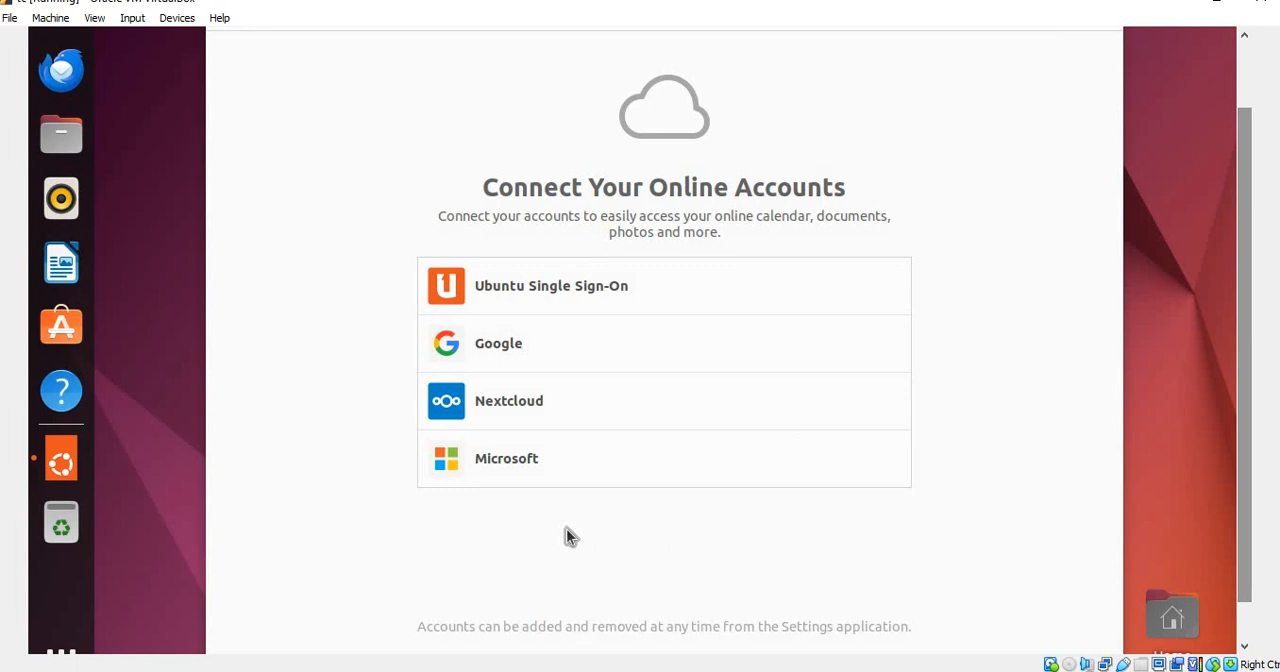 File Machine View Input Devices Help
Connect Your Online Accounts
Connect your accounts to easily access your online calendar, documents,
photos and more.
Ubuntu Single Sign-On
Google
Nextcloud
Microsoft
Accounts can be added and removed at any time from the Settings application.
Right Ctr